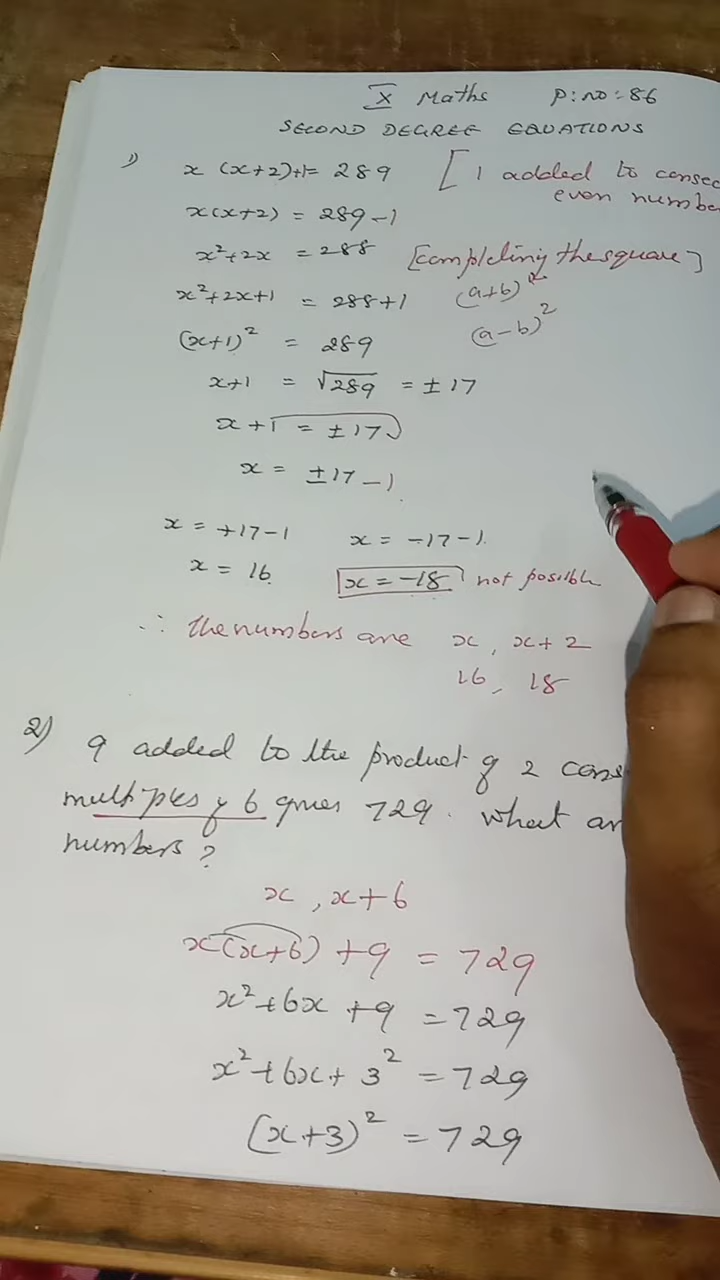 X Maths P: no: 86
SECOND DEGREE EQUATIONS
1) x (x+2)+1= 289 [ 1 added to consec
even numbe
x(x+2) = 289-1
x²+2x = 288 [completing the square]
x²+2x+1 = 288+1 (a+b)²
(x+1)² = 289 (a-b)²
x+1 = √289 = ±17
x+1 = ±17
x = ±17-1
x = +17-1 x = -17-1
x = 16 x = -18 not possible
∴ the numbers are x, x+2
16, 18
2) 9 added to the product of 2 cons
multiples of 6 gives 729. what ar
numbers?
x, x+6
x(x+6) +9 = 729
x²+6x +9 = 729
x²+6x+ 3² = 729
(x+3)² = 729